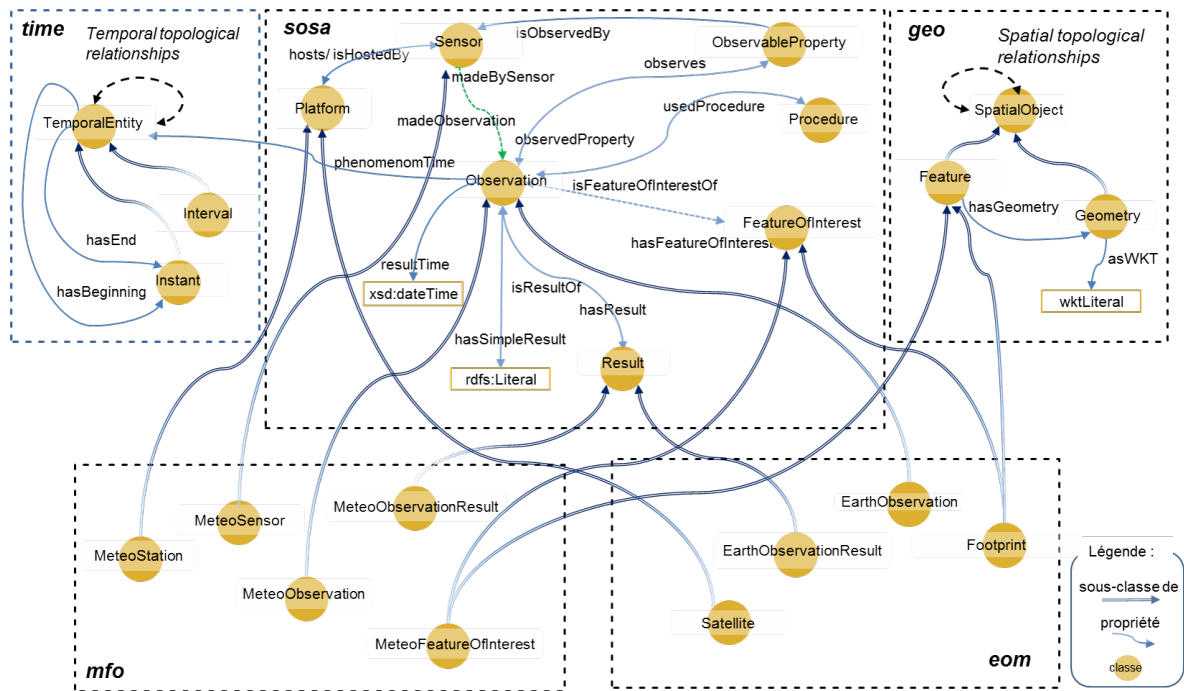 time
Temporal topological
relationships
TemporalEntity
Interval
hasEnd
Instant
hasBeginning
sosa
hosts/ isHostedBy
Sensor
isObservedBy
ObservableProperty
madeBySensor
observes
Platform
usedProcedure
Procedure
madeObservation
observedProperty
phenomenomTime
Observation
isFeatureOfInterestOf
FeatureOfInterest
hasFeatureOfInterest
resultTime
xsd:dateTime
isResultOf
hasResult
hasSimpleResult
Result
rdfs:Literal
geo
Spatial topological
relationships
SpatialObject
Feature
hasGeometry
Geometry
asWKT
wktLiteral
MeteoStation
MeteoSensor
MeteoObservationResult
MeteoObservation
MeteoFeatureOfInterest
mfo
EarthObservation
EarthObservationResult
Footprint
Satellite
eom
Légende :
sous-classe de
propriété
classe